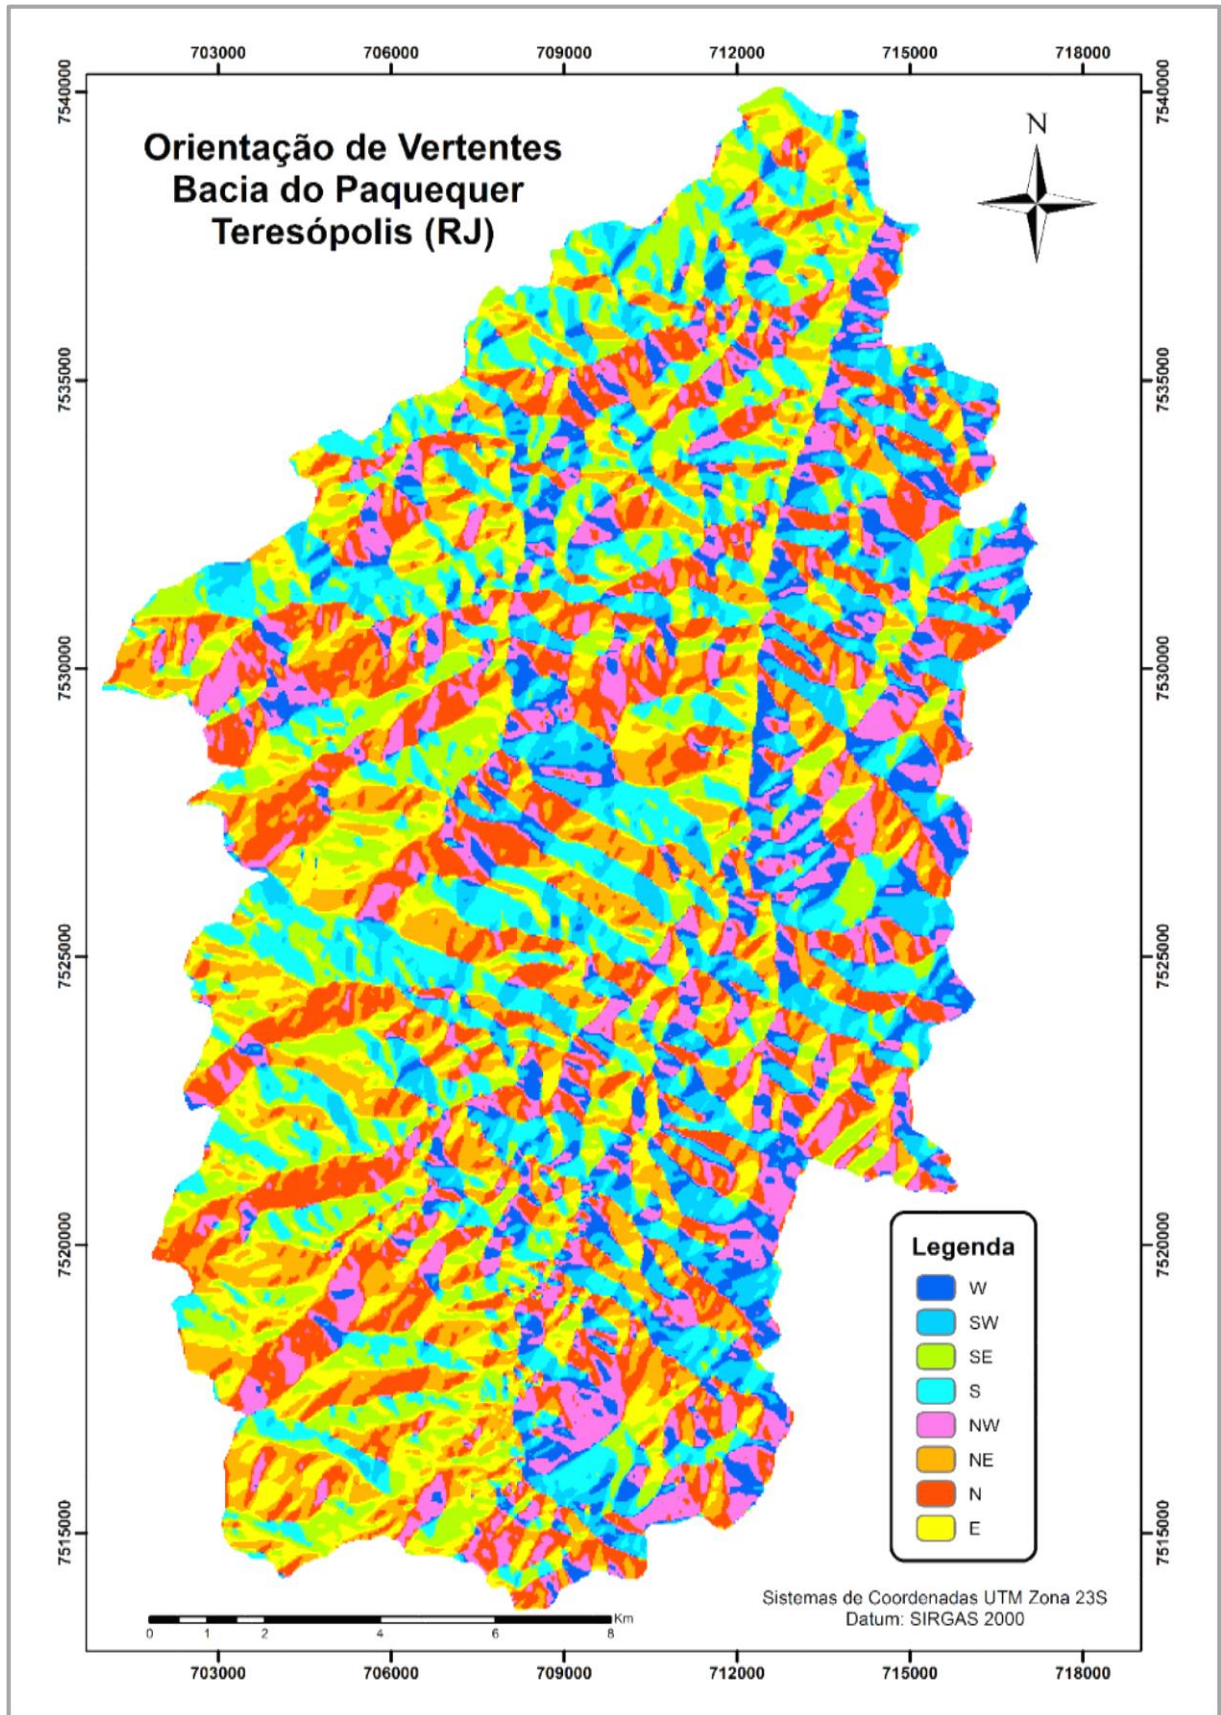 703000 706000 709000 712000 715000 718000
7540000 7540000
N
Orientação de Vertentes
Bacia do Paquequer
Teresópolis (RJ)
7535000 7535000
7530000 7530000
7525000 7525000
7520000 7520000
Legenda
W
SW
SE
S
NW
NE
N
E
7515000 7515000
Sistemas de Coordenadas UTM Zona 23S
Datum: SIRGAS 2000
Km
0 1 2 4 6 8
703000 706000 709000 712000 715000 718000